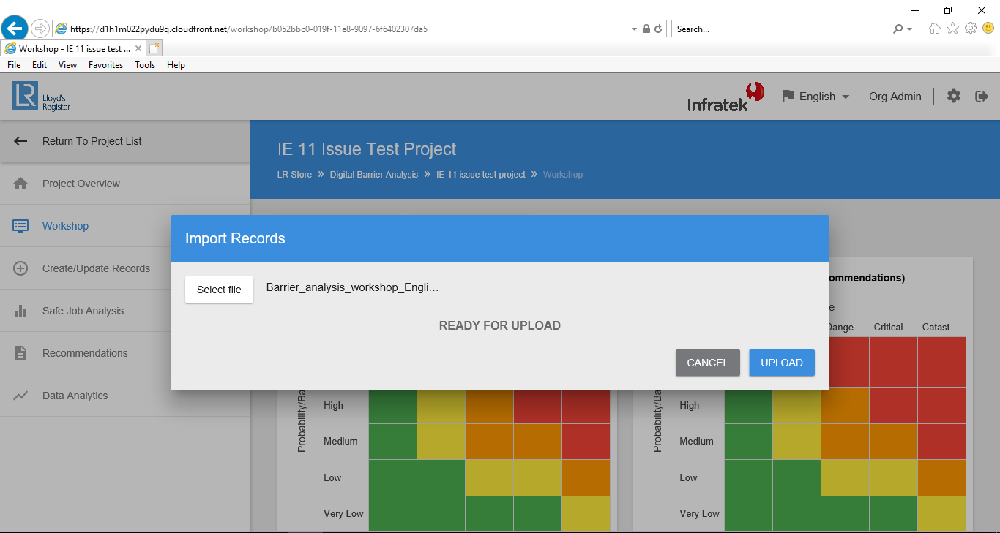 https://d1h1m022pydu9q.cloudfront.net/workshop/b052bbc0-019f-11e8-9097-6f6402307da5
Search...
Workshop - IE 11 issue test ...
File Edit View Favorites Tools Help
LR Lloyd's Register
Infratek
English
Org Admin
Return To Project List
IE 11 Issue Test Project
LR Store » Digital Barrier Analysis » IE 11 issue test project » Workshop
Project Overview
Workshop
Create/Update Records
Safe Job Analysis
Recommendations
Data Analytics
Import Records
Select file
Barrier_analysis_workshop_Engli...
READY FOR UPLOAD
CANCEL
UPLOAD
ommendations)
e
Dange... Critical... Catast...
Probability/Ba
High
Medium
Low
Very Low
Probability/Ba
High
Medium
Low
Very Low